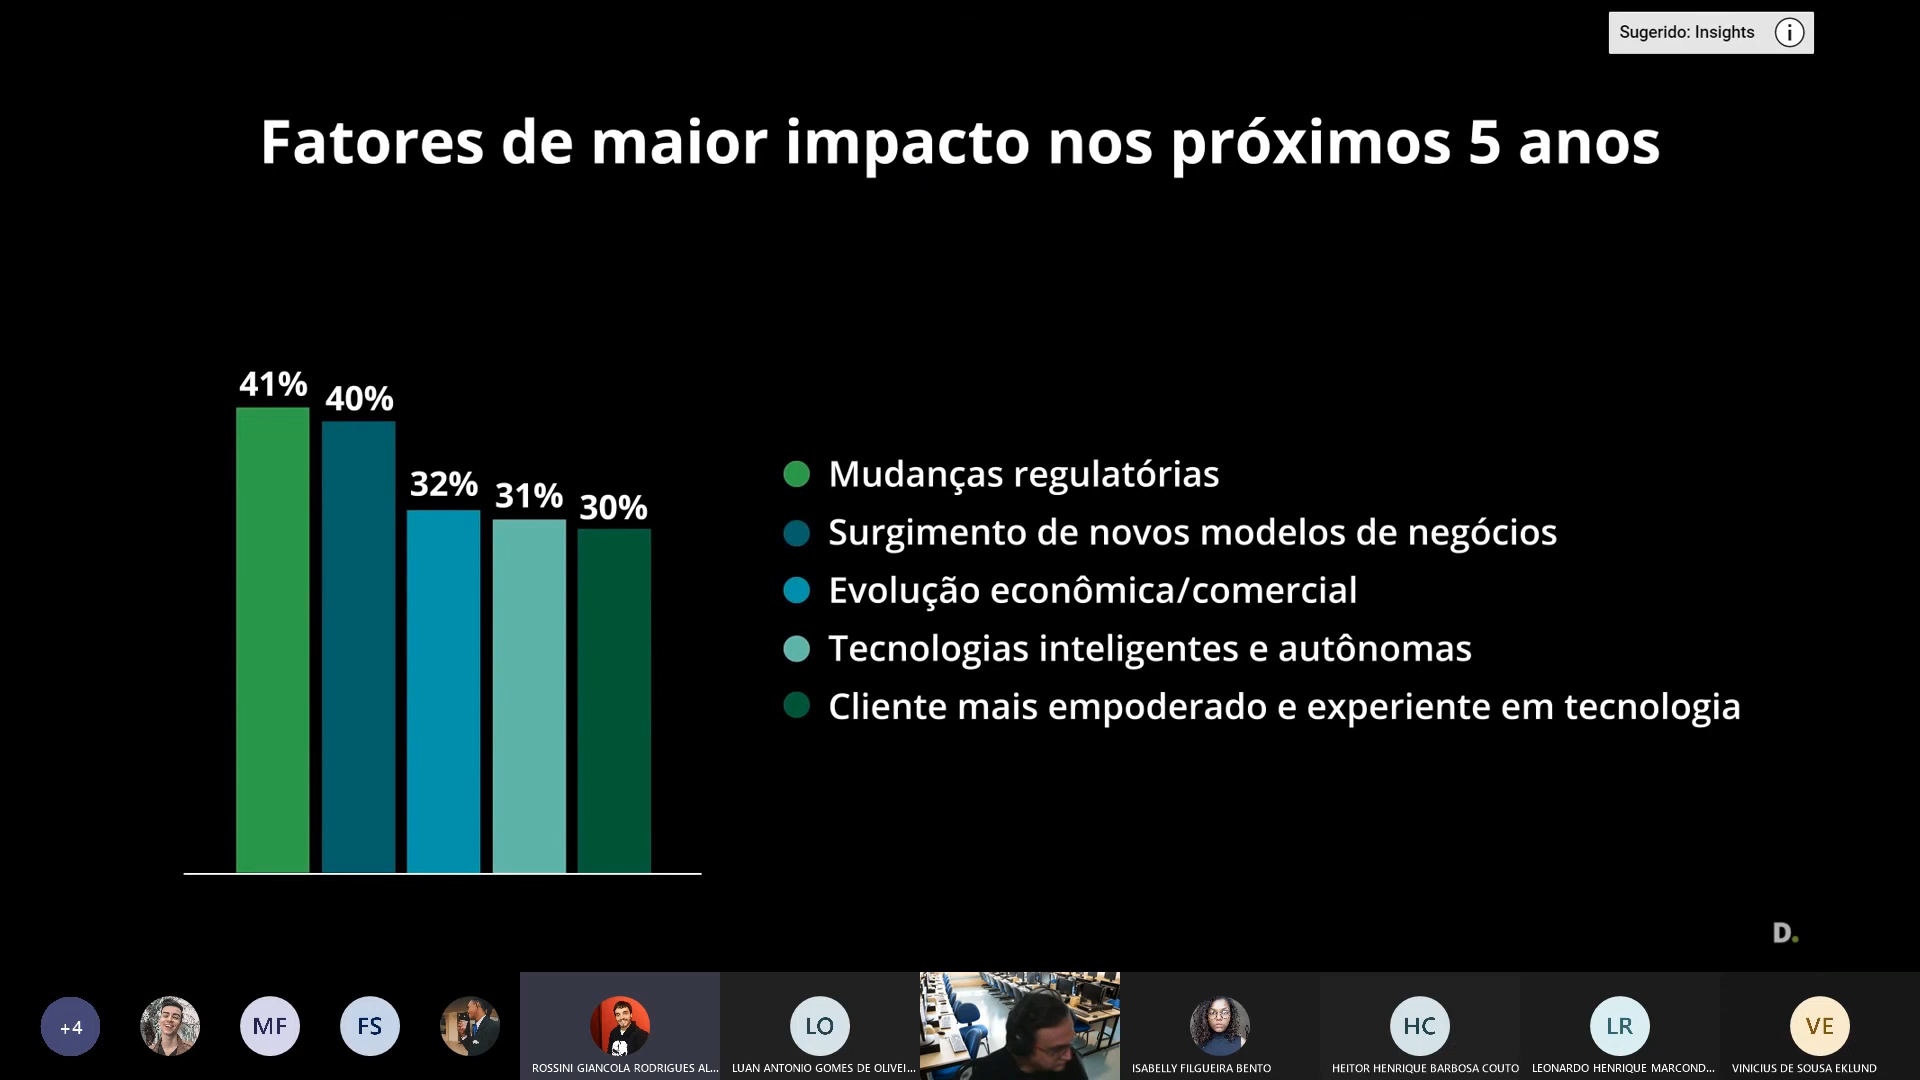 Sugerido: Insights
Fatores de maior impacto nos próximos 5 anos
41%
40%
32%
31%
30%
Mudanças regulatórias
Surgimento de novos modelos de negócios
Evolução econômica/comercial
Tecnologias inteligentes e autônomas
Cliente mais empoderado e experiente em tecnologia
D.
+4
MF
FS
LO
HC
LR
VE
ROSSINI GIANCOLA RODRIGUES AL...
LUAN ANTONIO GOMES DE OLIVEI...
ISABELLY FILGUEIRA BENTO
HEITOR HENRIQUE BARBOSA COUTO
LEONARDO HENRIQUE MARCOND...
VINICIUS DE SOUSA EKLUND